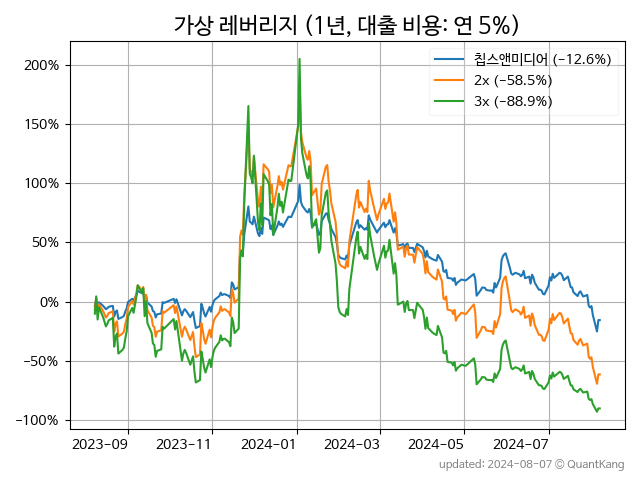 가상 레버리지 (1년, 대출 비용: 연 5%)
칩스앤미디어 (-12.6%)
2x (-58.5%)
3x (-88.9%)
200%
150%
100%
50%
0%
-50%
-100%
2023-09 2023-11 2024-01 2024-03 2024-05 2024-07
updated: 2024-08-07 © QuantKang